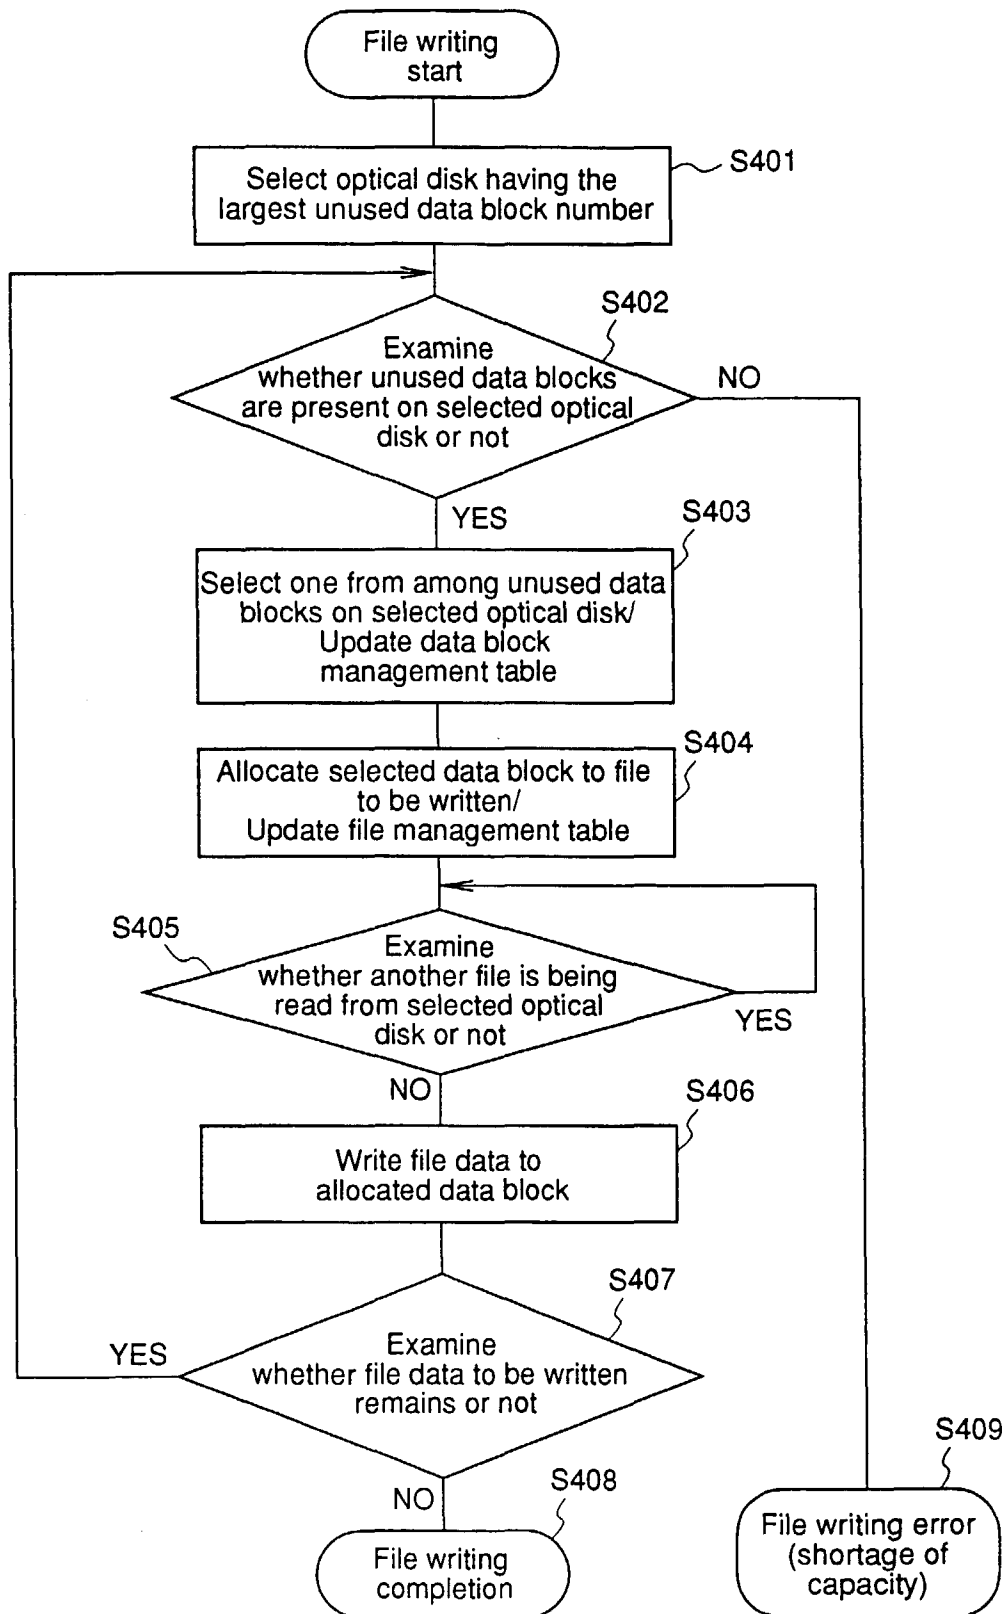 File writing
start
S401
Select optical disk having the
largest unused data block number
S402
Examine
whether unused data blocks
are present on selected optical
disk or not
NO
YES
S403
Select one from among unused data
blocks on selected optical disk/
Update data block
management table
S404
Allocate selected data block to file
to be written/
Update file management table
S405
Examine
whether another file is being
read from selected optical
disk or not
YES
NO
S406
Write file data to
allocated data block
S407
YES
Examine
whether file data to be written
remains or not
S409
NO
S408
File writing
completion
File writing error
(shortage of
capacity)